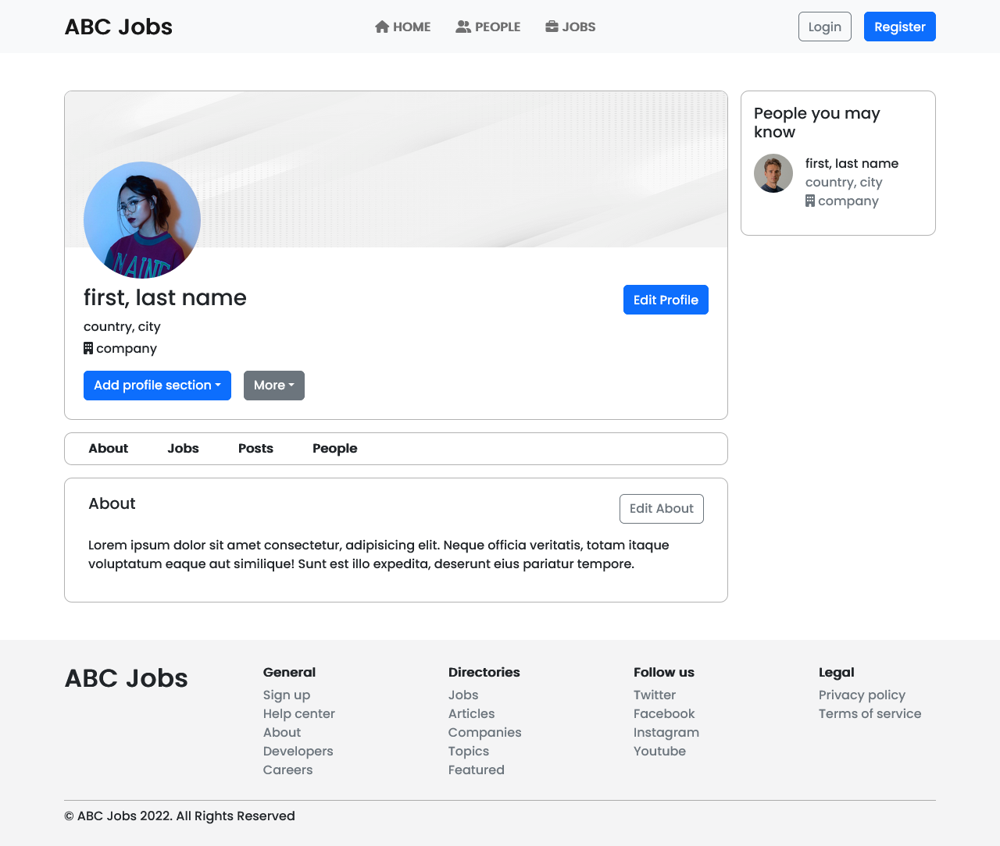 ABC Jobs
HOME
PEOPLE
JOBS
Login
Register
People you may
know
first, last name
country, city
company
NAINC
first, last name
Edit Profile
country, city
company
Add profile section
More
About
Jobs
Posts
People
About
Edit About
Lorem ipsum dolor sit amet consectetur, adipisicing elit. Neque officia veritatis, totam itaque
voluptatum eaque aut similique! Sunt est illo expedita, deserunt eius pariatur tempore.
ABC Jobs
General
Sign up
Help center
About
Developers
Careers
Directories
Jobs
Articles
Companies
Topics
Featured
Follow us
Twitter
Facebook
Instagram
Youtube
Legal
Privacy policy
Terms of service
© ABC Jobs 2022. All Rights Reserved